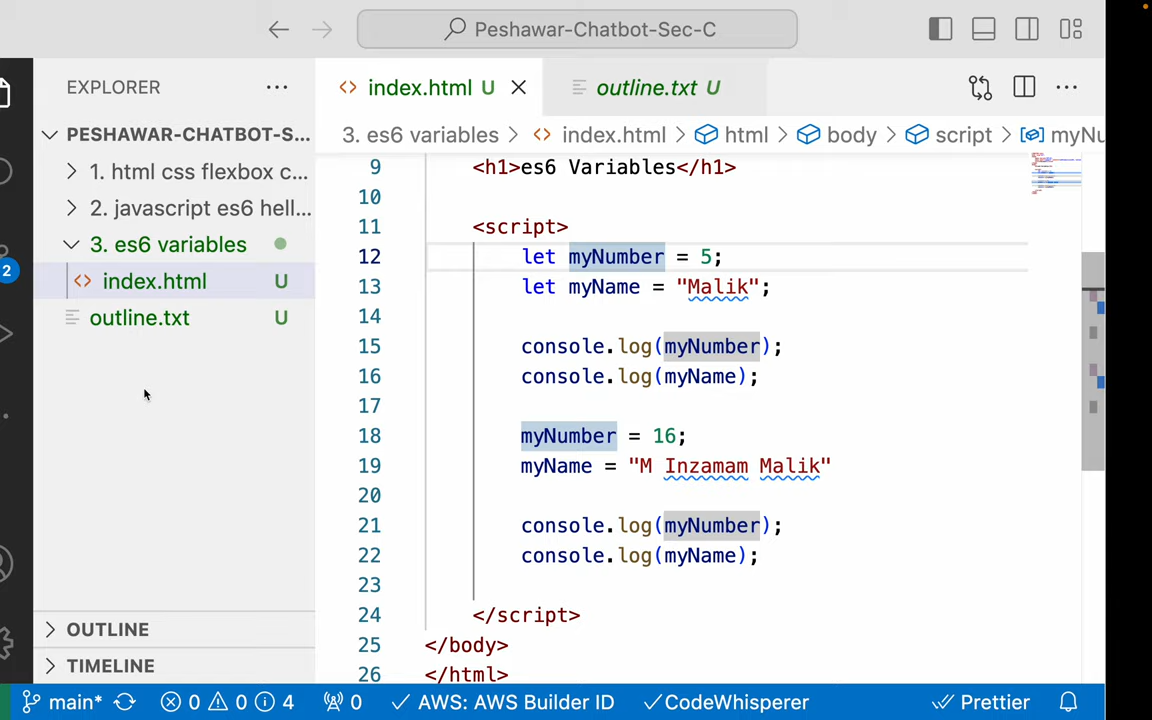 Peshawar-Chatbot-Sec-C
EXPLORER
PESHAWAR-CHATBOT-S...
1. html css flexbox c...
2. javascript es6 hell...
3. es6 variables
index.html U
outline.txt U
OUTLINE
TIMELINE
2
index.html U
outline.txt U
3. es6 variables > index.html > html > body > script > myNu
9 <h1>es6 Variables</h1>
10
11 <script>
12 let myNumber = 5;
13 let myName = "Malik";
14
15 console.log(myNumber);
16 console.log(myName);
17
18 myNumber = 16;
19 myName = "M Inzamam Malik"
20
21 console.log(myNumber);
22 console.log(myName);
23
24 </script>
25 </body>
26 </html>
main* 0 0 4 0 AWS: AWS Builder ID CodeWhisperer Prettier